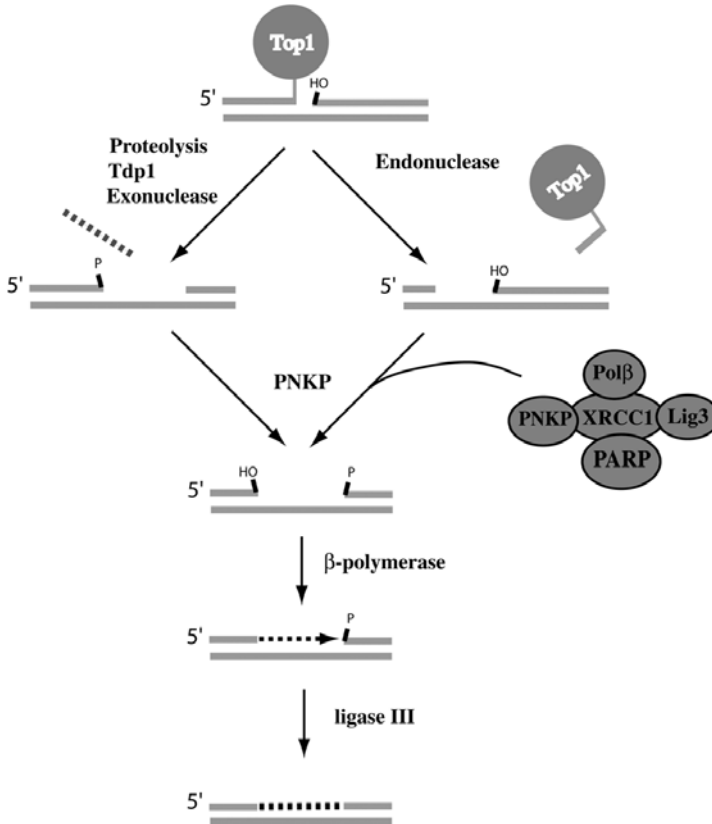 Top1
HO
5'
Proteolysis
Tdp1
Exonuclease
Endonuclease
Top1
P
5'
HO
5'
PNKP
Polβ
PNKP
XRCC1
Lig3
PARP
HO
P
5'
β-polymerase
P
5'
ligase III
5'